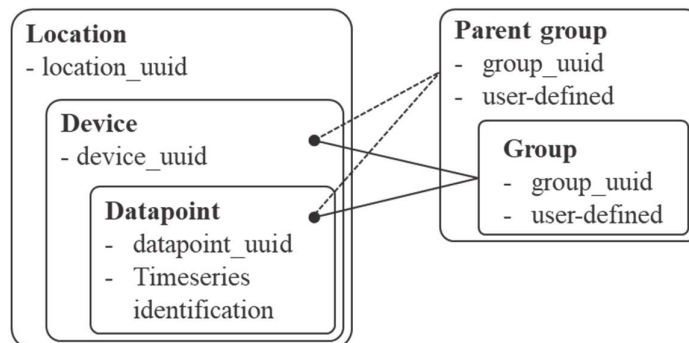 Location
- location_uuid
Device
- device_uuid
Datapoint
- datapoint_uuid
- Timeseries
identification
Parent group
- group_uuid
- user-defined
Group
- group_uuid
- user-defined